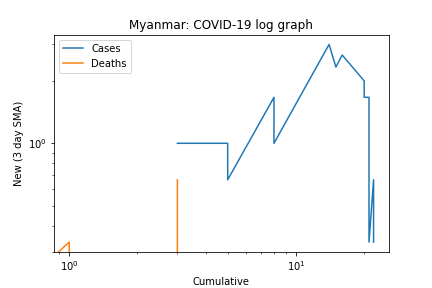 Myanmar: COVID-19 log graph
Cases
Deaths
New (3 day SMA)
10⁰
10⁰
10¹
Cumulative